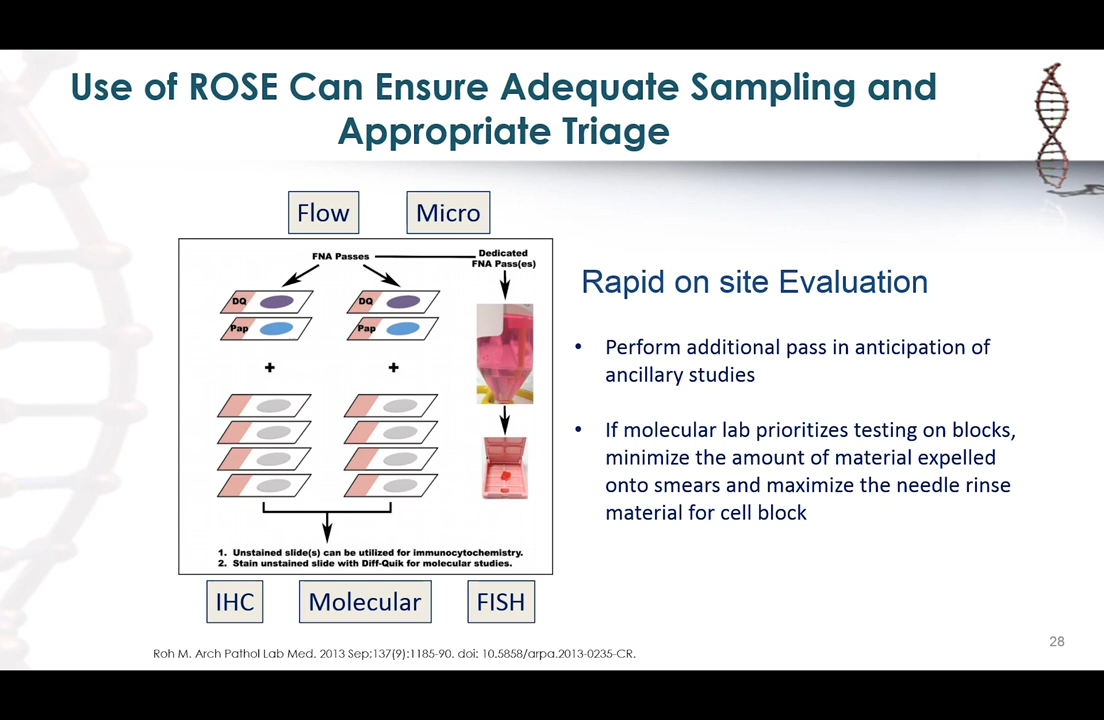 Use of ROSE Can Ensure Adequate Sampling and
Appropriate Triage
Flow
Micro
FNA Passes
Dedicated
FNA Pass(es)
DQ
DQ
Pap
Pap
+
+
1. Unstained slide(s) can be utilized for immunocytochemistry.
2. Stain unstained slide with Diff-Quik for molecular studies.
IHC
Molecular
FISH
Rapid on site Evaluation
• Perform additional pass in anticipation of
ancillary studies
• If molecular lab prioritizes testing on blocks,
minimize the amount of material expelled
onto smears and maximize the needle rinse
material for cell block
Roh M. Arch Pathol Lab Med. 2013 Sep;137(9):1185-90. doi: 10.5858/arpa.2013-0235-CR.
28